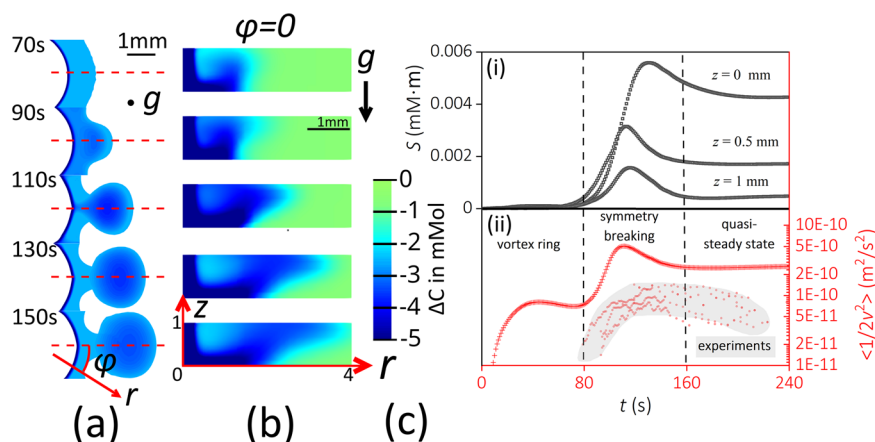 70s
1mm
g
90s
110s
130s
150s
φ
r
(a)
φ=0
g
1mm
z
1
0
4
r
(b)
0
-1
-2
-3
-4
-5
ΔC in mMol
(c)
(i)
S (mM·m)
0.006
0.004
0.002
0
z = 0 mm
z = 0.5 mm
z = 1 mm
(ii)
vortex ring
symmetry
breaking
quasi-
steady state
experiments
10E-10
5E-10
2E-10
1E-10
5E-11
2E-11
1E-11
<1/2v²> (m²/s²)
0
80
160
240
t (s)